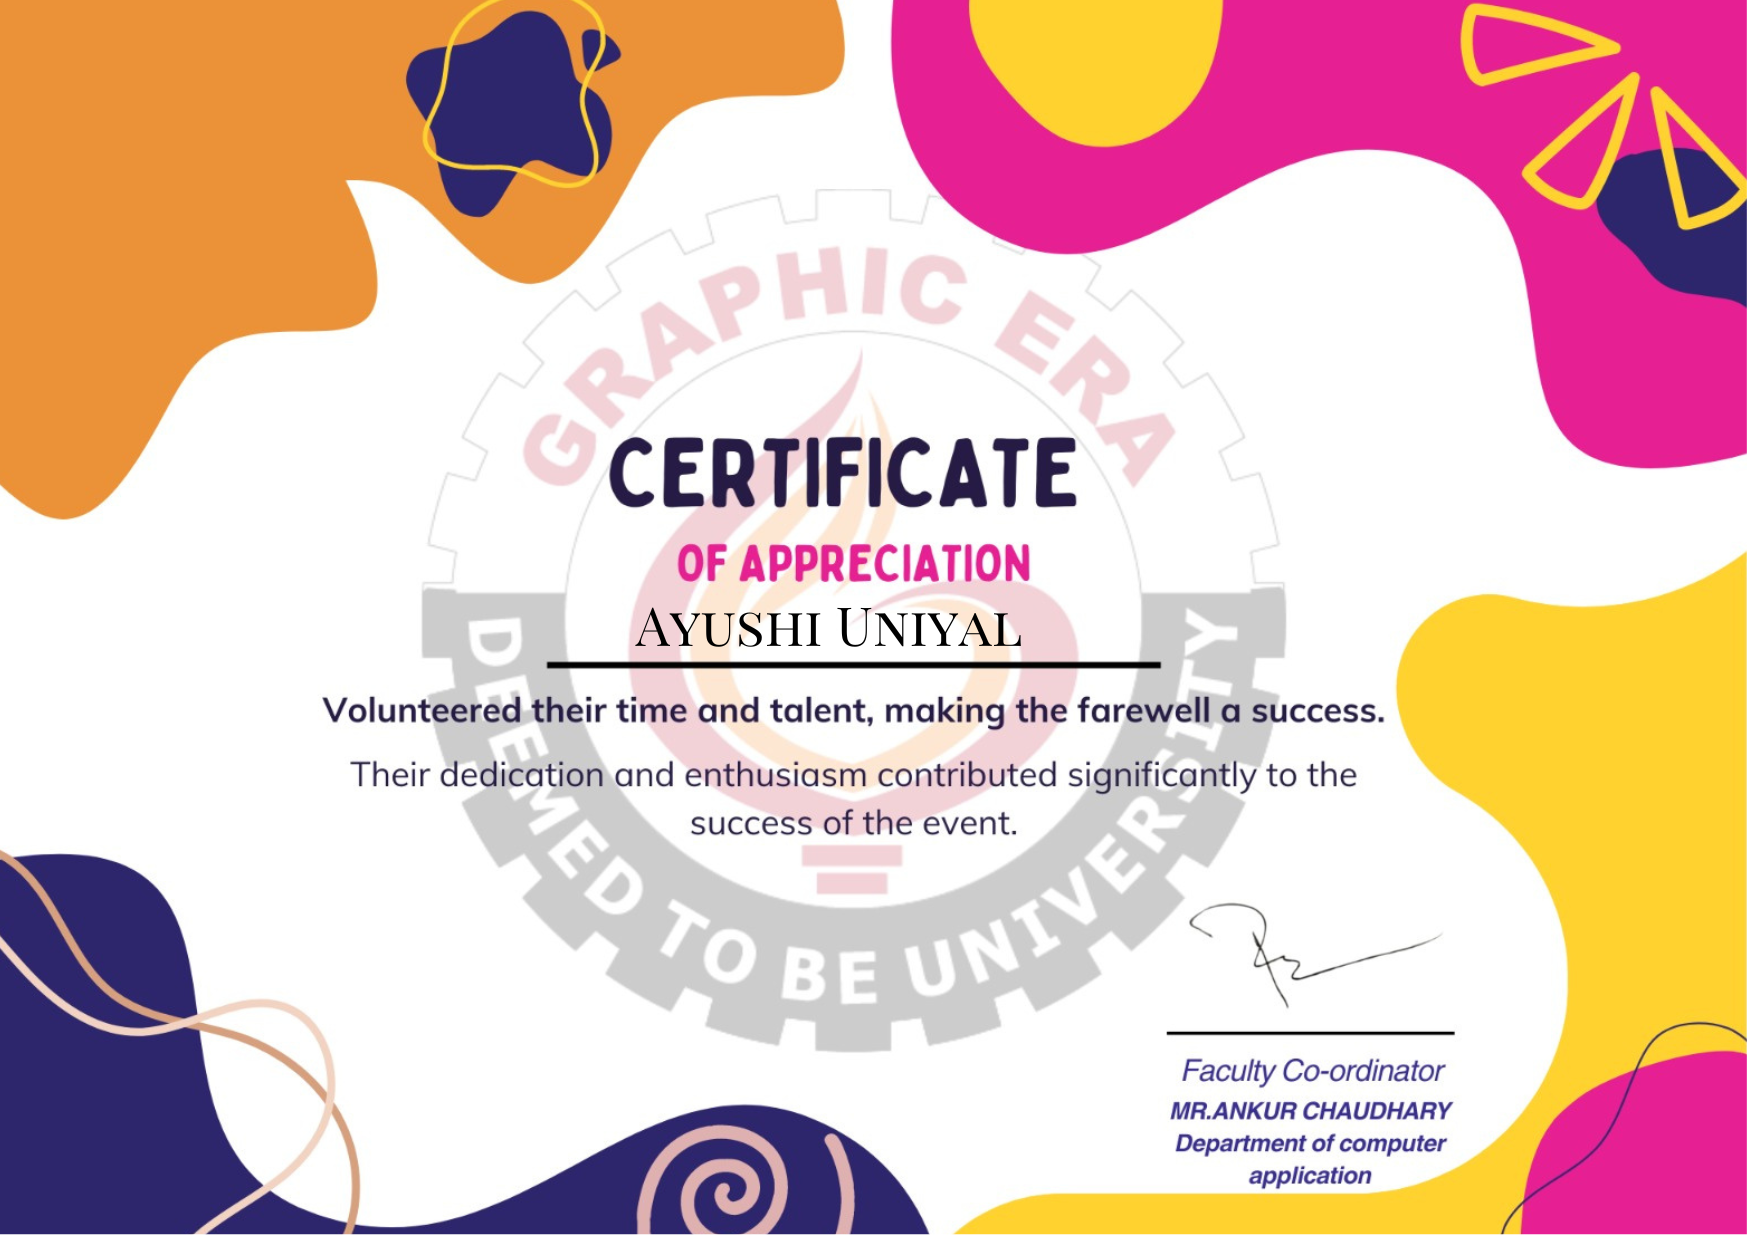 GRAPHIC ERA
CERTIFICATE
OF APPRECIATION
AYUSHI UNIYAL
Volunteered their time and talent, making the farewell a success.
Their dedication and enthusiasm contributed significantly to the
success of the event.
DEEMED TO BE UNIVERSITY
Faculty Co-ordinator
MR.ANKUR CHAUDHARY
Department of computer
application